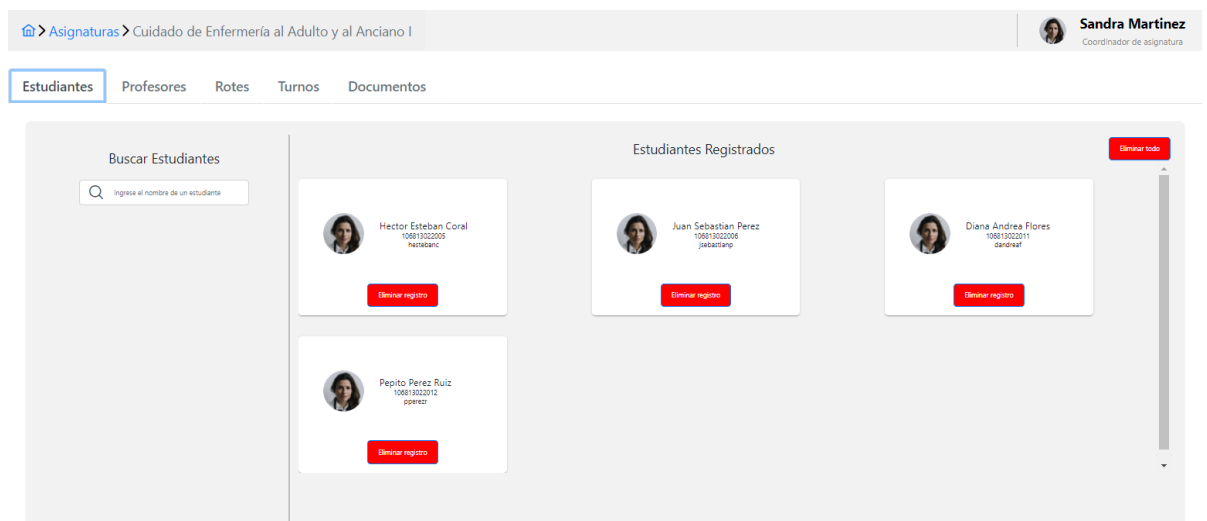 Asignaturas Cuidado de Enfermería al Adulto y al Anciano I
Sandra Martinez
Coordinador de asignatura
Estudiantes Profesores Rotes Turnos Documentos
Buscar Estudiantes
Ingrese el nombre de un estudiante
Estudiantes Registrados
Eliminar todo
Hector Esteban Coral
106813022005
hestebanc
Eliminar registro
Juan Sebastian Perez
106813022006
jsebastianp
Eliminar registro
Diana Andrea Flores
106813022011
dandreaf
Eliminar registro
Pepito Perez Ruiz
106813022012
pperezr
Eliminar registro